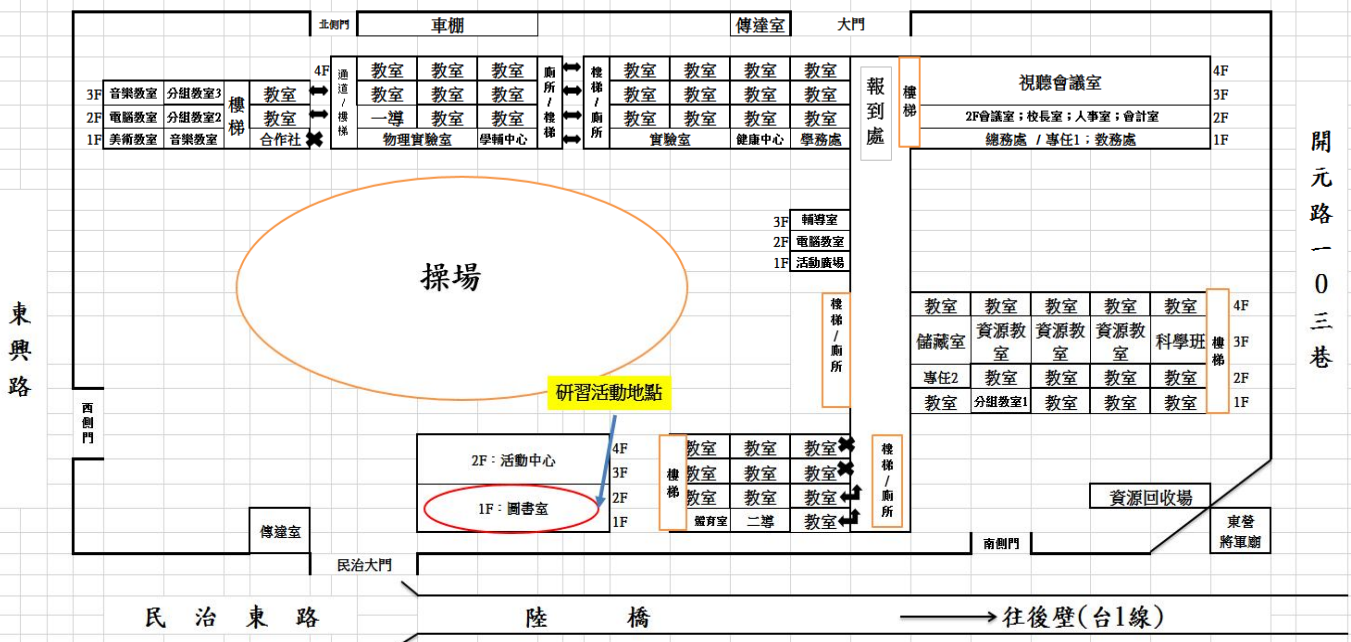 北側門 車棚 傳達室 大門
4F 通道/樓梯 教室 教室 教室 廁所/樓梯 樓梯/廁所 教室 教室 教室 教室 報到處 樓梯 視聽會議室 4F
3F 音樂教室 分組教室3 樓梯 教室 教室 教室 教室 教室 教室 教室 教室 3F
2F 電腦教室 分組教室2 教室 一導 教室 教室 教室 教室 教室 教室 2F會議室；校長室；人事室；會計室 2F
1F 美術教室 音樂教室 合作社 物理實驗室 學輔中心 實驗室 健康中心 學務處 總務處 / 專任1；教務處 1F
開元路一0三巷
3F 輔導室
2F 電腦教室
1F 活動廣場
操場
東興路
樓梯/廁所
教室 教室 教室 教室 教室 樓梯 4F
儲藏室 資源教室 資源教室 資源教室 科學班 3F
專任2 教室 教室 教室 教室 2F
教室 分組教室1 教室 教室 教室 1F
研習活動地點
西側門
2F：活動中心 4F 樓梯 教室 教室 教室 樓梯/廁所
3F 教室 教室 教室
1F：圖書室 2F 教室 教室 教室
1F 體育室 二導 教室
資源回收場
傳達室 南側門 東營將軍廟
民治大門
民治東路 陸橋 往後壁(台1線)